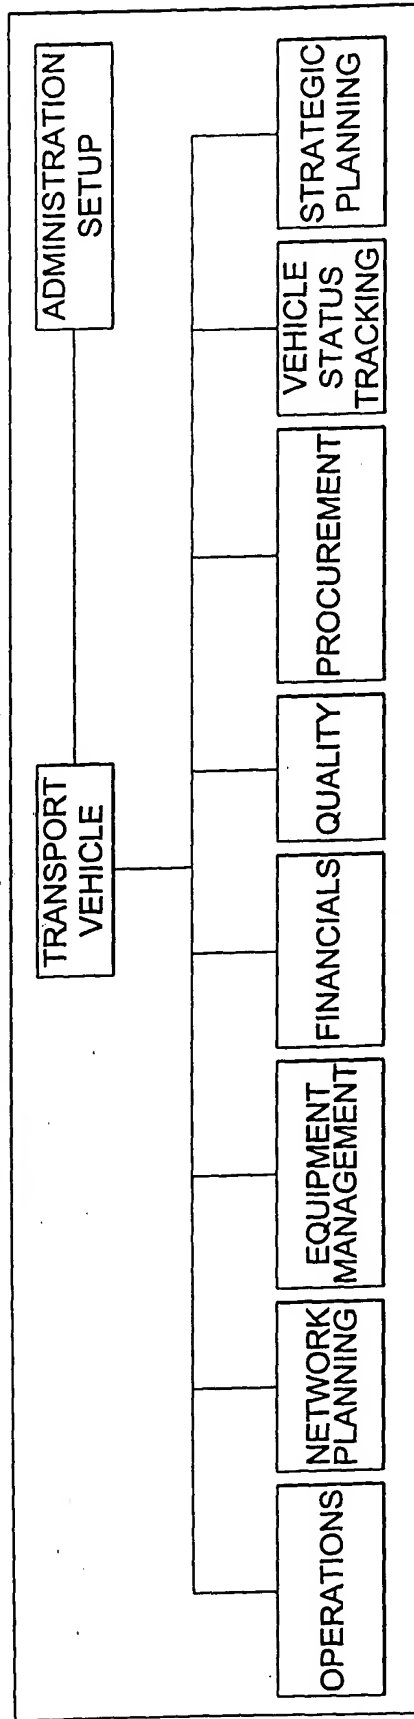 TRANSPORT
VEHICLE
ADMINISTRATION
SETUP
OPERATIONS
NETWORK
PLANNING
EQUIPMENT
MANAGEMENT
FINANCIALS
QUALITY
PROCUREMENT
VEHICLE
STATUS
TRACKING
STRATEGIC
PLANNING